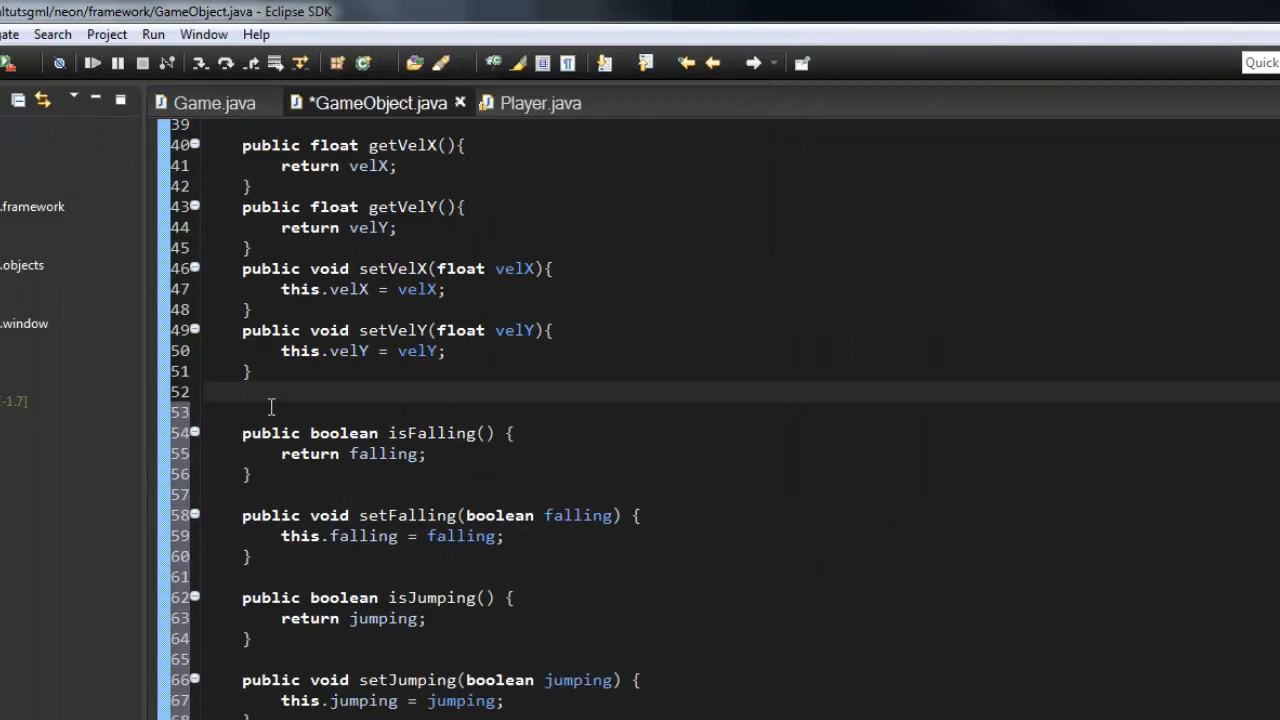 altutsgml/neon/framework/GameObject.java - Eclipse SDK
ate Search Project Run Window Help
Quick
Game.java *GameObject.java Player.java
39
40 public float getVelX(){
41 return velX;
42 }
43 public float getVelY(){
.framework
44 return velY;
45 }
.objects
46 public void setVelX(float velX){
47 this.velX = velX;
48 }
.window
49 public void setVelY(float velY){
50 this.velY = velY;
51 }
52
E-1.7]
53
54 public boolean isFalling() {
55 return falling;
56 }
57
58 public void setFalling(boolean falling) {
59 this.falling = falling;
60 }
61
62 public boolean isJumping() {
63 return jumping;
64 }
65
66 public void setJumping(boolean jumping) {
67 this.jumping = jumping;
68 }